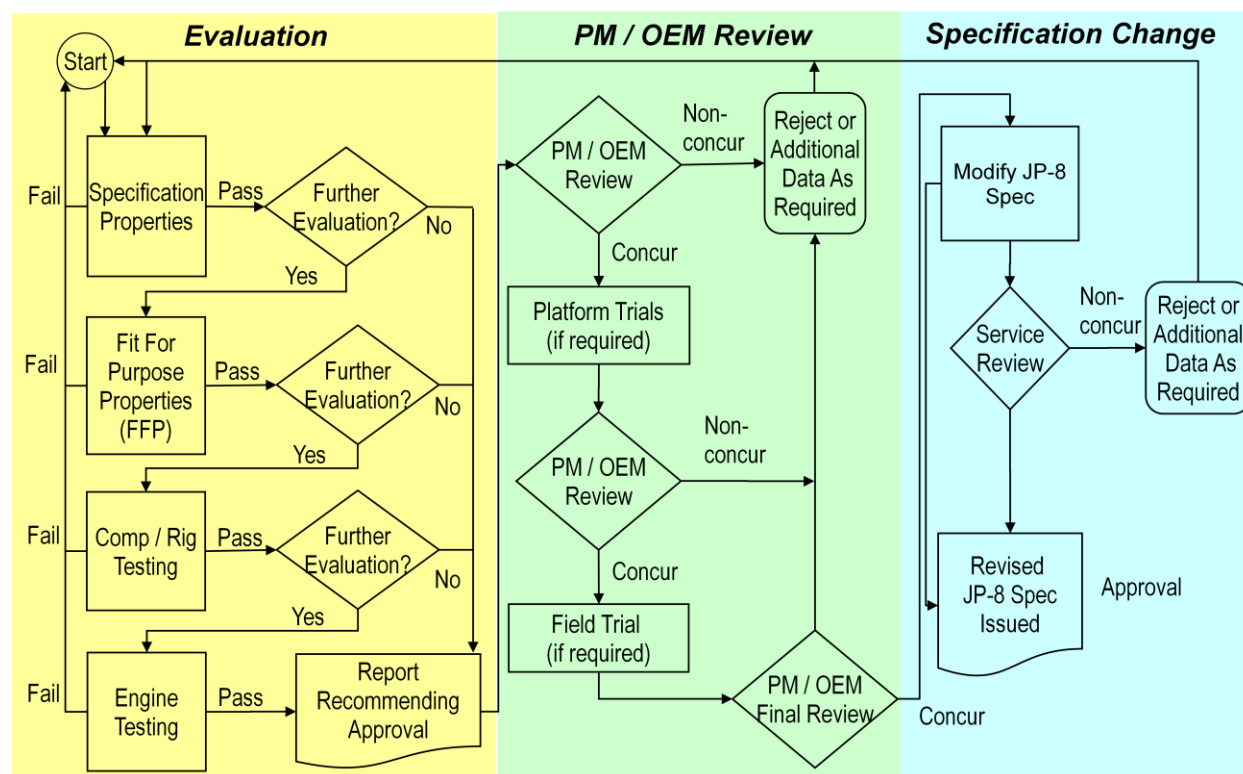 Evaluation
PM / OEM Review
Specification Change
Start
Specification
Properties
Fail
Pass
Further
Evaluation?
No
Yes
Fit For
Purpose
Properties
(FFP)
Fail
Pass
Further
Evaluation?
No
Yes
Comp / Rig
Testing
Fail
Pass
Further
Evaluation?
No
Yes
Engine
Testing
Fail
Pass
Report
Recommending
Approval
PM / OEM
Review
Non-
concur
Reject or
Additional
Data As
Required
Concur
Platform Trials
(if required)
PM / OEM
Review
Non-
concur
Concur
Field Trial
(if required)
PM / OEM
Final Review
Concur
Modify JP-8
Spec
Service
Review
Non-
concur
Reject or
Additional
Data As
Required
Revised
JP-8 Spec
Issued
Approval